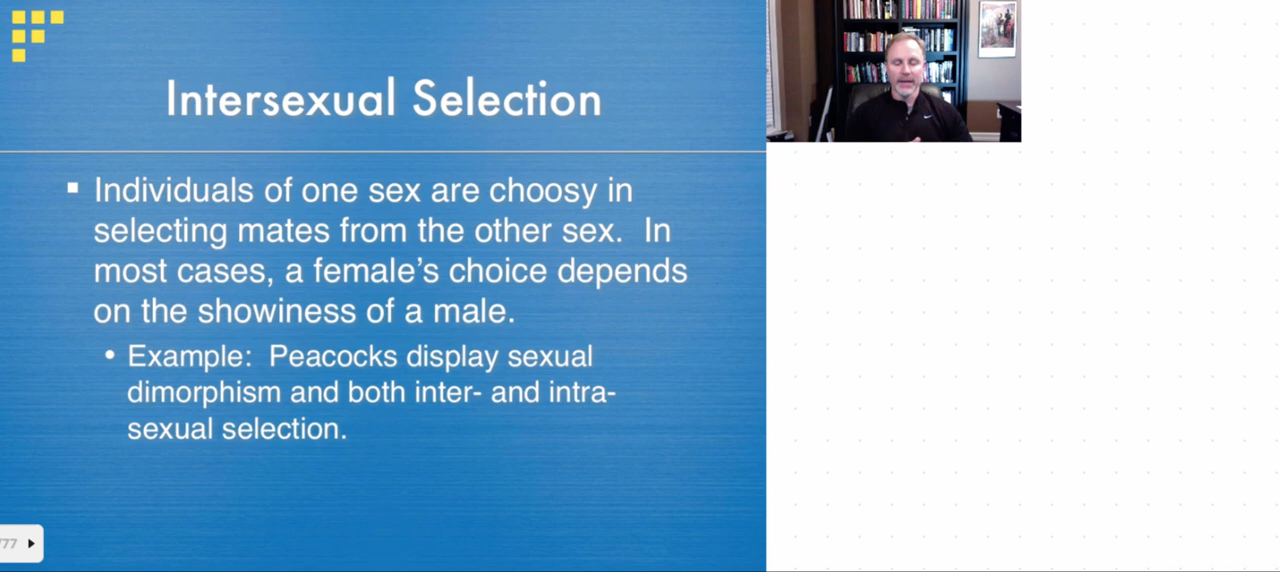 Intersexual Selection
Individuals of one sex are choosy in
selecting mates from the other sex.  In
most cases, a female’s choice depends
on the showiness of a male.
Example:  Peacocks display sexual
dimorphism and both inter- and intra-
sexual selection.
/77